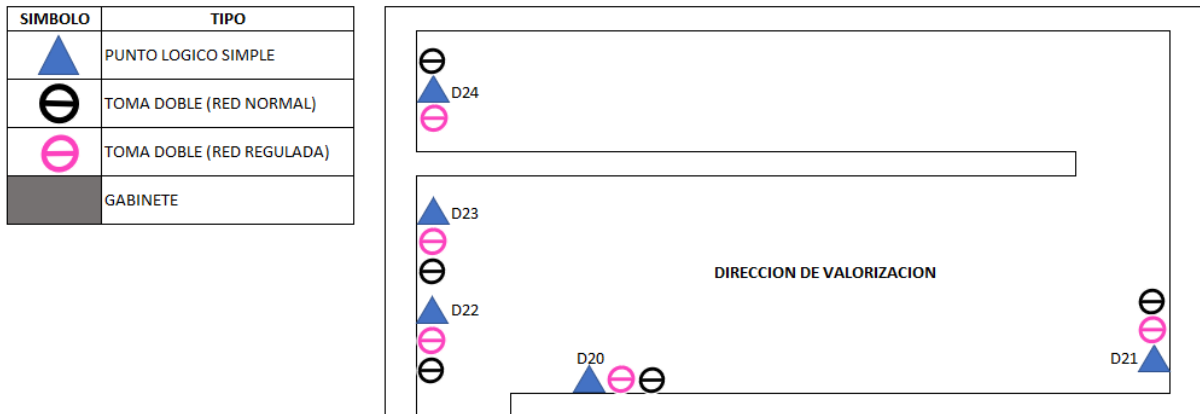 SIMBOLO TIPO
PUNTO LOGICO SIMPLE
TOMA DOBLE (RED NORMAL)
TOMA DOBLE (RED REGULADA)
GABINETE
D24
D23
DIRECCION DE VALORIZACION
D22
D20
D21